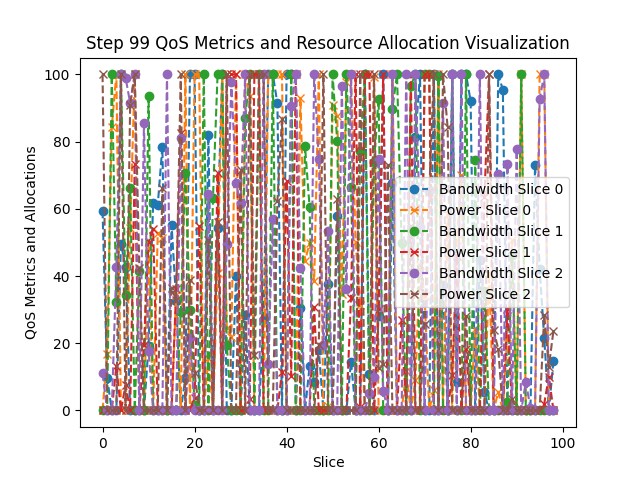 Step 99 QoS Metrics and Resource Allocation Visualization
100
80
60
40
20
0
QoS Metrics and Allocations
Bandwidth Slice 0
Power Slice 0
Bandwidth Slice 1
Power Slice 1
Bandwidth Slice 2
Power Slice 2
0 20 40 60 80 100
Slice